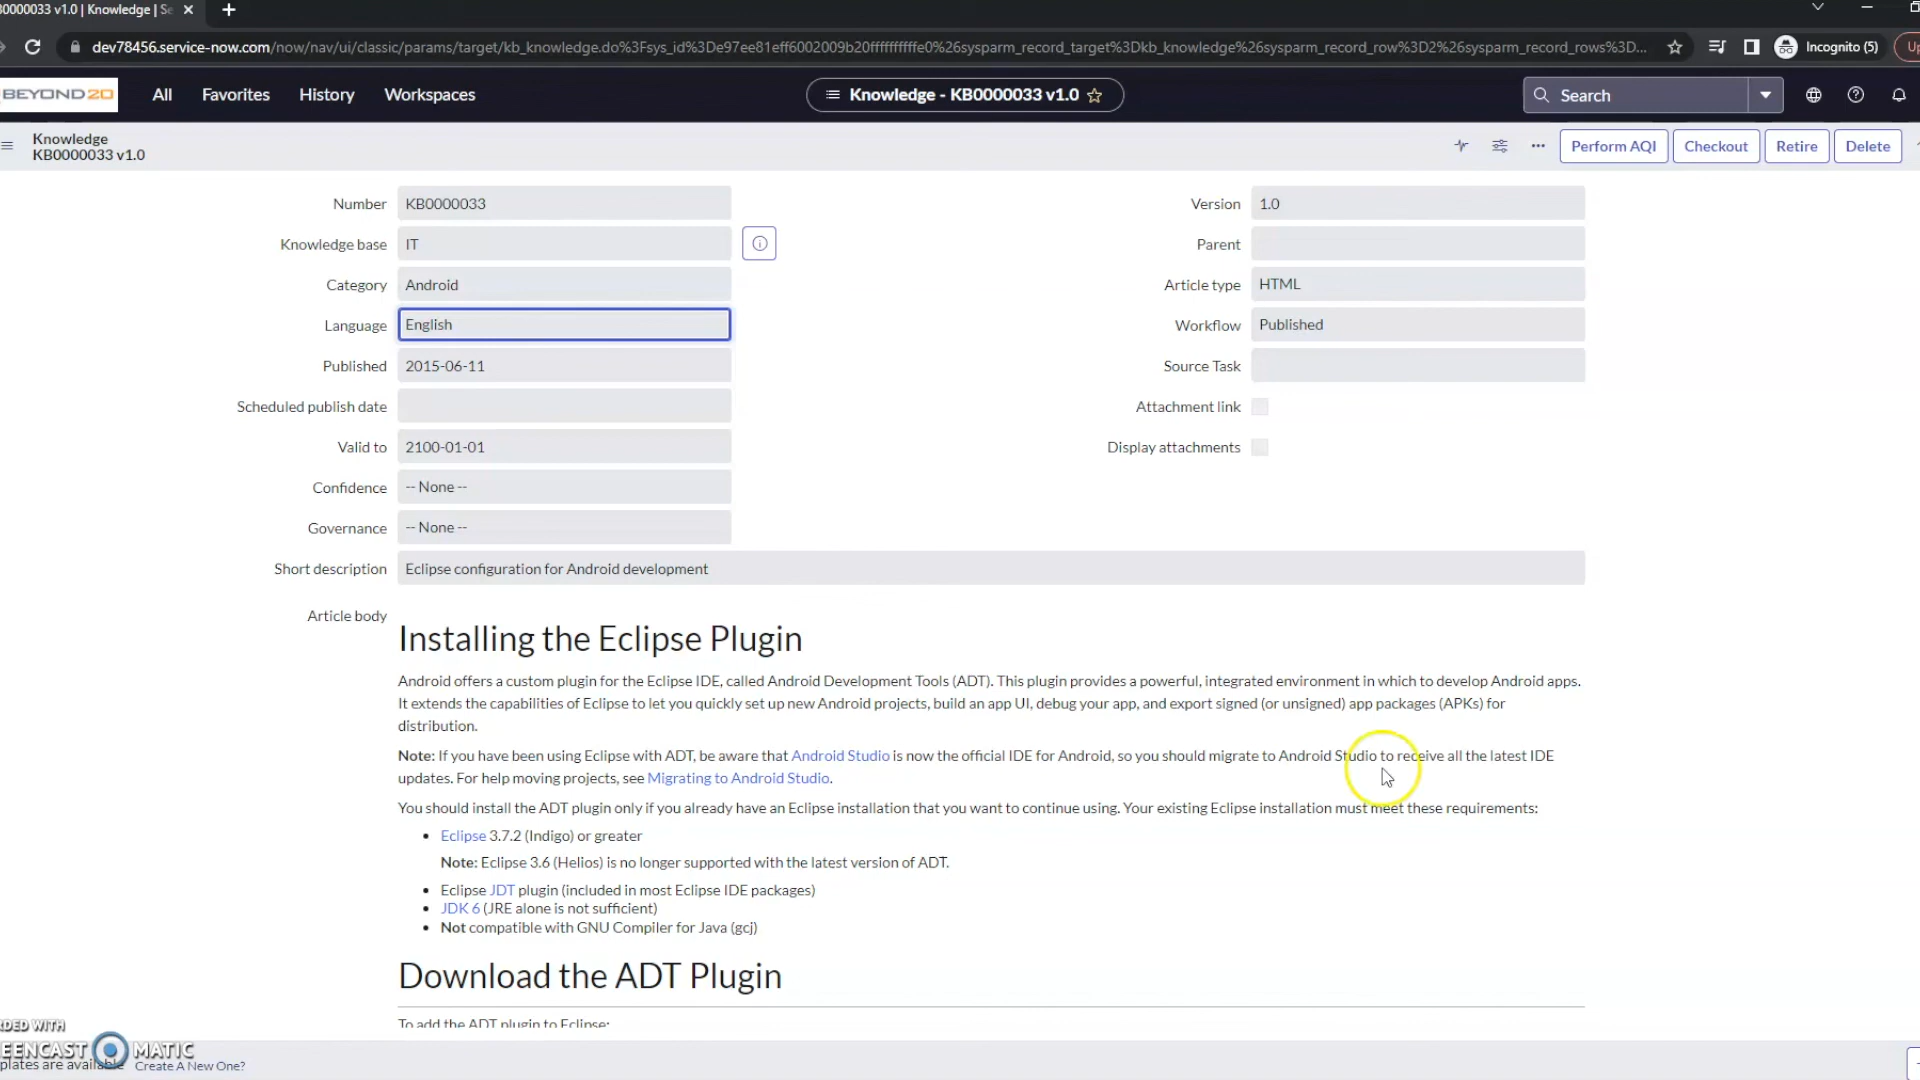 0000033 v1.0 | Knowledge | Se
dev78456.service-now.com/now/nav/ui/classic/params/target/kb_knowledge.do%3Fsys_id%3De97ee81eff6002009b20ffffffffffe0%26sysparm_record_target%3Dkb_knowledge%26sysparm_record_row%3D2%26sysparm_record_rows%3D...
Incognito (5)
Up
BEYOND20
All
Favorites
History
Workspaces
Knowledge - KB0000033 v1.0
Search
Knowledge
KB0000033 v1.0
Perform AQI
Checkout
Retire
Delete
Number
KB0000033
Version
1.0
Knowledge base
IT
Parent
Category
Android
Article type
HTML
Language
English
Workflow
Published
Published
2015-06-11
Source Task
Scheduled publish date
Attachment link
Valid to
2100-01-01
Display attachments
Confidence
-- None --
Governance
-- None --
Short description
Eclipse configuration for Android development
Article body
Installing the Eclipse Plugin
Android offers a custom plugin for the Eclipse IDE, called Android Development Tools (ADT). This plugin provides a powerful, integrated environment in which to develop Android apps.
It extends the capabilities of Eclipse to let you quickly set up new Android projects, build an app UI, debug your app, and export signed (or unsigned) app packages (APKs) for
distribution.
Note: If you have been using Eclipse with ADT, be aware that Android Studio is now the official IDE for Android, so you should migrate to Android Studio to receive all the latest IDE
updates. For help moving projects, see Migrating to Android Studio.
You should install the ADT plugin only if you already have an Eclipse installation that you want to continue using. Your existing Eclipse installation must meet these requirements:
• Eclipse 3.7.2 (Indigo) or greater
Note: Eclipse 3.6 (Helios) is no longer supported with the latest version of ADT.
• Eclipse JDT plugin (included in most Eclipse IDE packages)
• JDK 6 (JRE alone is not sufficient)
• Not compatible with GNU Compiler for Java (gcj)
Download the ADT Plugin
To add the ADT plugin to Eclipse:
RDED WITH
EENCAST MATIC
plates are available
Create A New One?